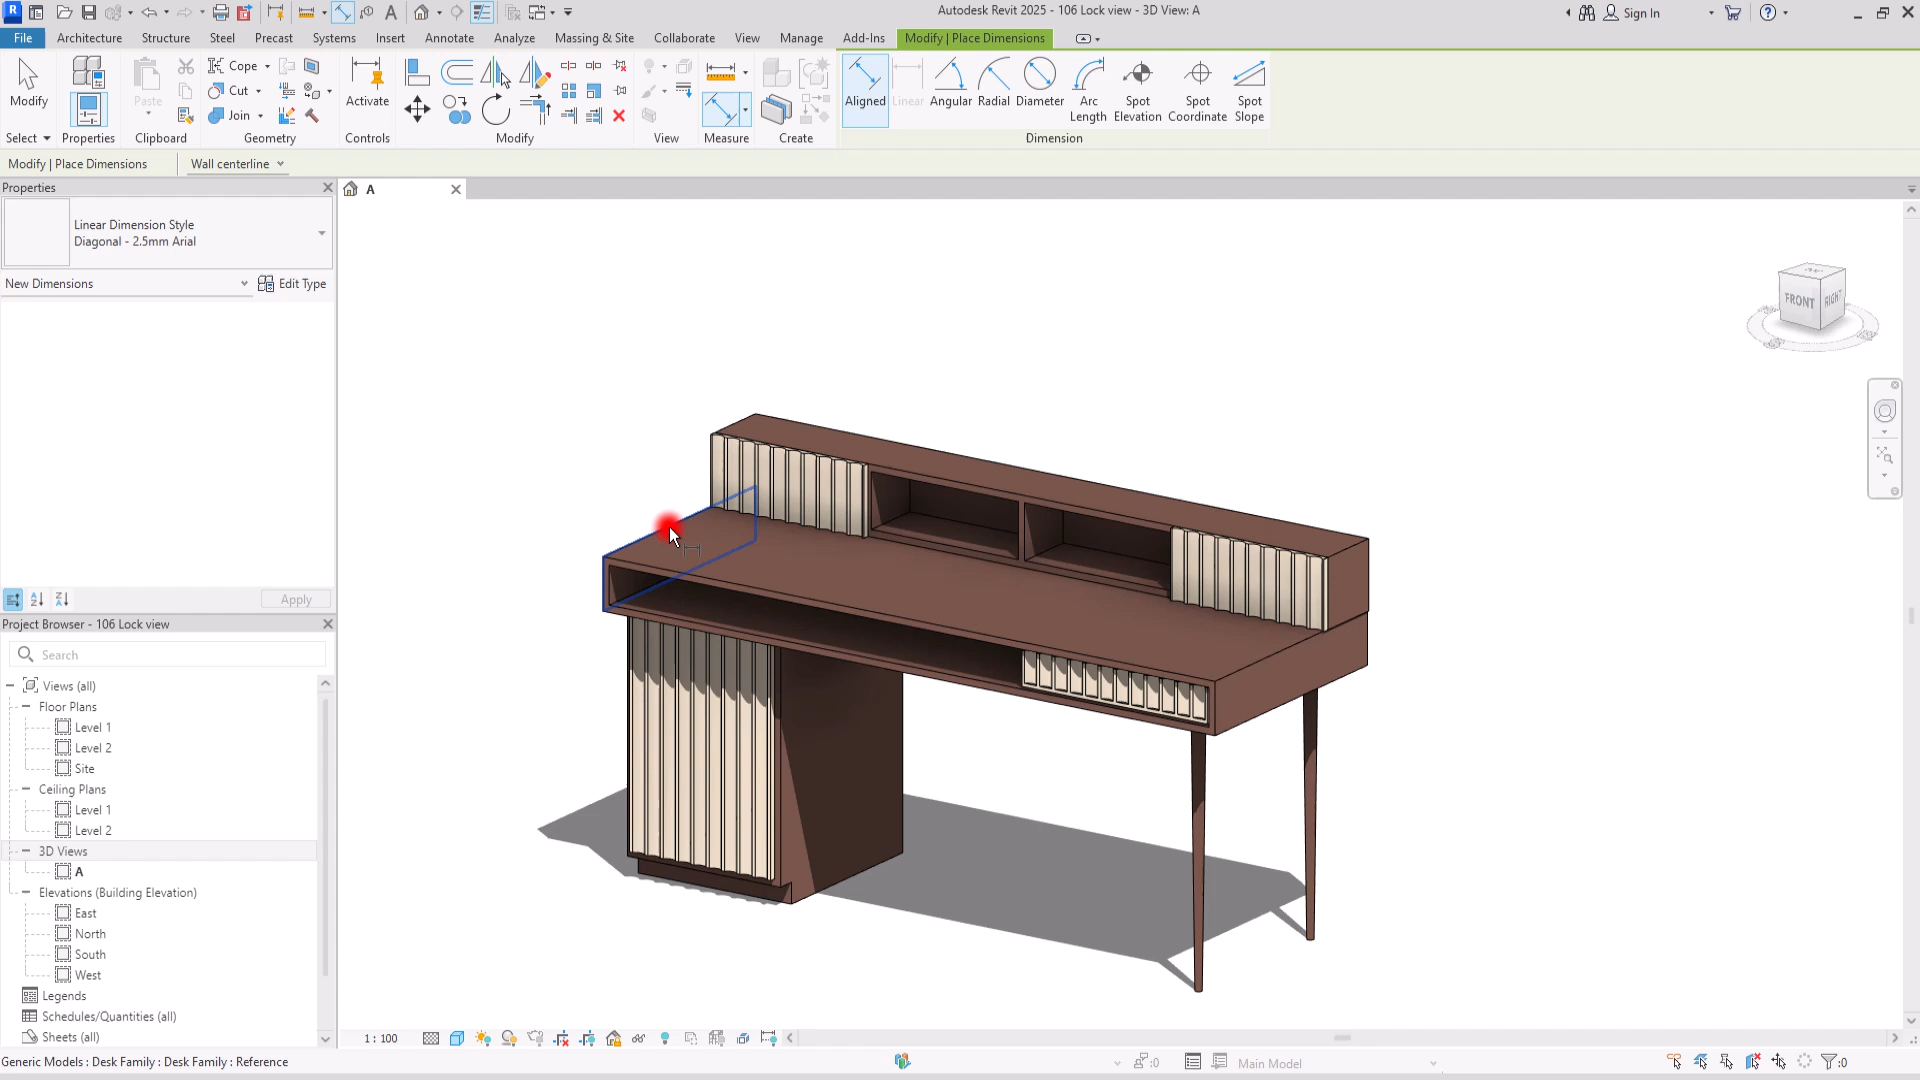 Autodesk Revit 2025 - 106 Lock view - 3D View: A
Sign In
File
Architecture
Structure
Steel
Precast
Systems
Insert
Annotate
Analyze
Massing & Site
Collaborate
View
Manage
Add-Ins
Modify | Place Dimensions
Modify
Paste
Cope
Cut
Join
Activate
Aligned
Linear
Angular
Radial
Diameter
Arc Length
Spot Elevation
Spot Coordinate
Spot Slope
Select
Properties
Clipboard
Geometry
Controls
Modify
View
Measure
Create
Dimension
Modify | Place Dimensions
Wall centerline
Properties
A
Linear Dimension Style
Diagonal - 2.5mm Arial
New Dimensions
Edit Type
FRONT
RIGHT
Apply
Project Browser - 106 Lock view
Search
Views (all)
Floor Plans
Level 1
Level 2
Site
Ceiling Plans
Level 1
Level 2
3D Views
A
Elevations (Building Elevation)
East
North
South
West
Legends
Schedules/Quantities (all)
Sheets (all)
1 : 100
Generic Models : Desk Family : Desk Family : Reference
:0
Main Model
:0